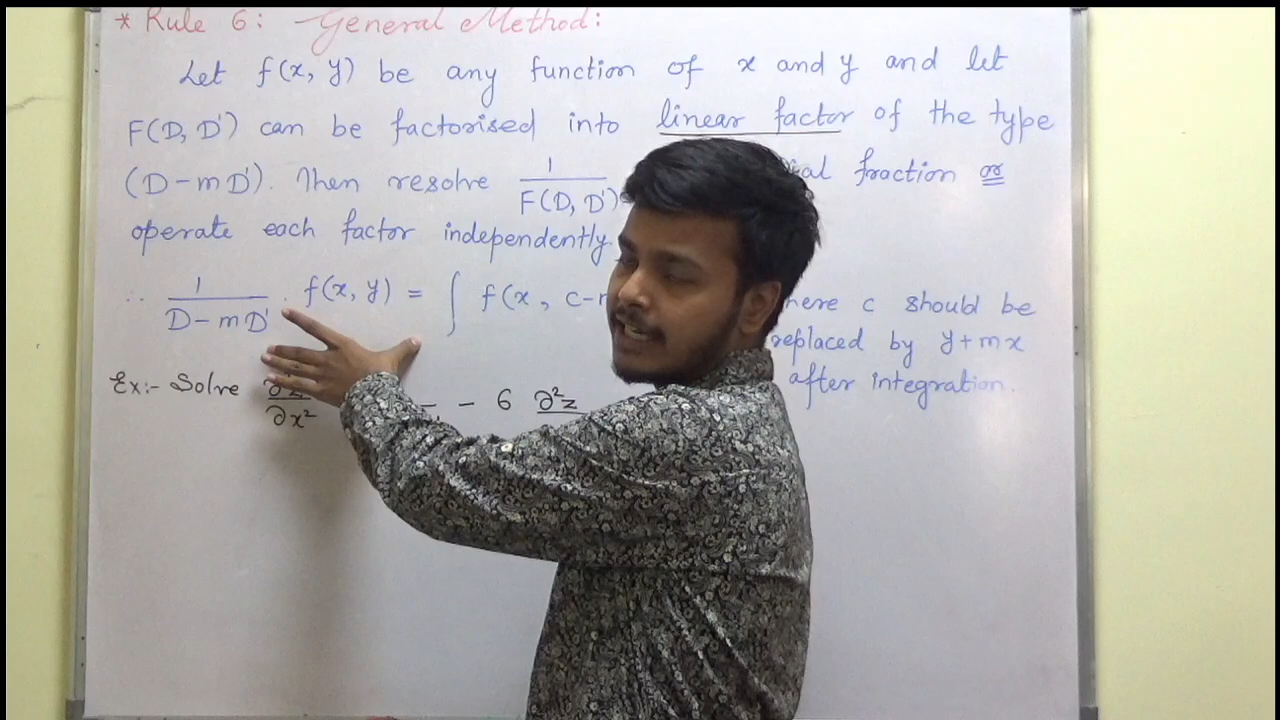 * Rule 6: General Method:
Let f(x, y) be any function of x and y and let
F(D, D') can be factorised into linear factor of the type
(D - mD'). Then resolve 1/F(D, D') fraction or
operate each factor independently.
∴ 1/(D - mD') . f(x, y) = ∫ f(x, c- here c should be
replaced by y+mx
after integration.
Ex:- Solve ∂²z/∂x² - 6 ∂²z